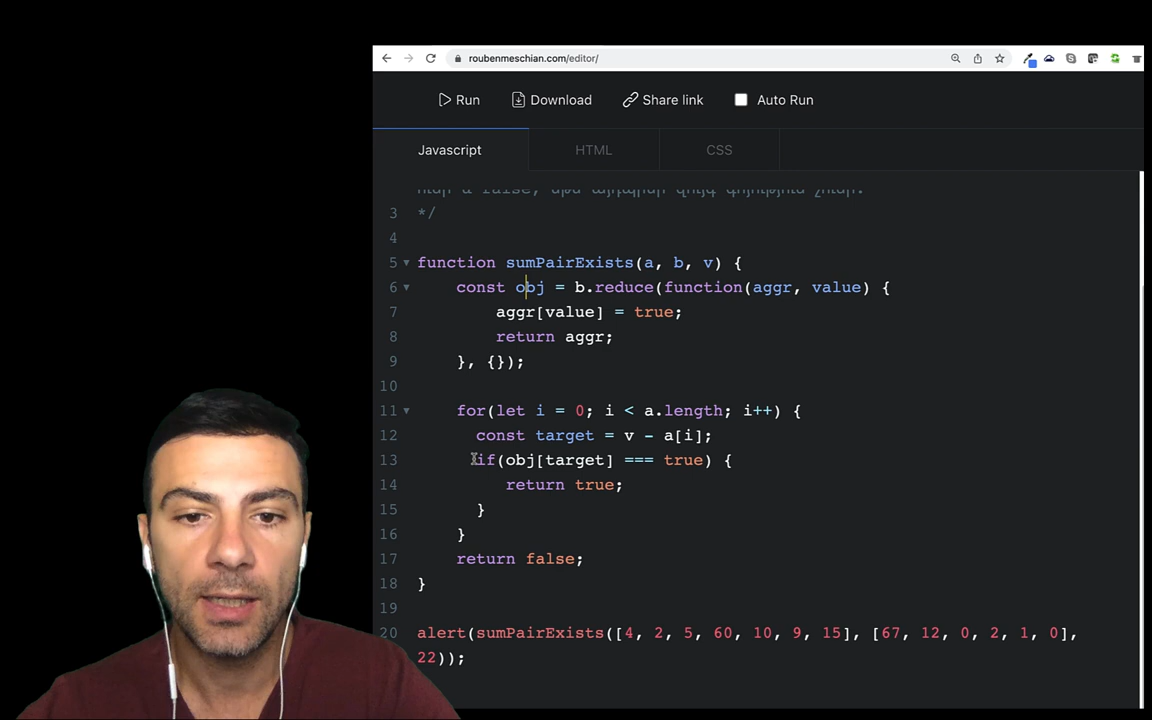 roubenmeschian.com/editor/
Run Download Share link Auto Run
Javascript HTML CSS
3 */
4
5 function sumPairExists(a, b, v) {
6 const obj = b.reduce(function(aggr, value) {
7 aggr[value] = true;
8 return aggr;
9 }, {});
10
11 for(let i = 0; i < a.length; i++) {
12 const target = v - a[i];
13 if(obj[target] === true) {
14 return true;
15 }
16 }
17 return false;
18 }
19
20 alert(sumPairExists([4, 2, 5, 60, 10, 9, 15], [67, 12, 0, 2, 1, 0],
22));